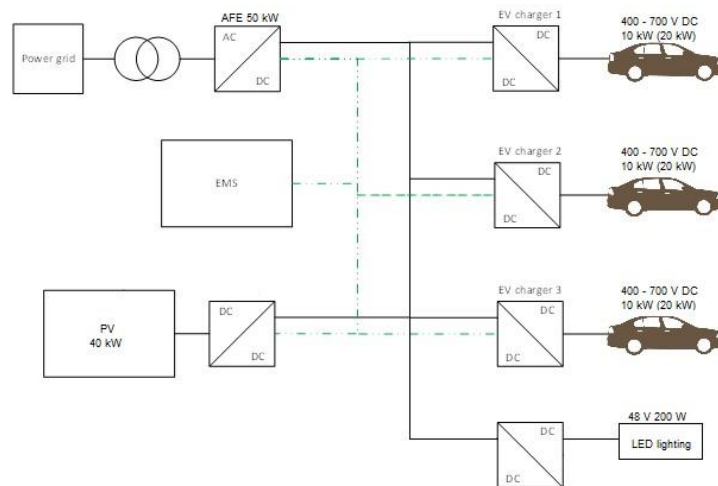 AFE 50 kW
EV charger 1
400 - 700 V DC
10 kW (20 kW)
Power grid
AC
DC
DC
DC
EV charger 2
400 - 700 V DC
10 kW (20 kW)
EMS
DC
DC
EV charger 3
400 - 700 V DC
10 kW (20 kW)
PV
40 kW
DC
DC
DC
DC
48 V 200 W
DC
DC
LED lighting